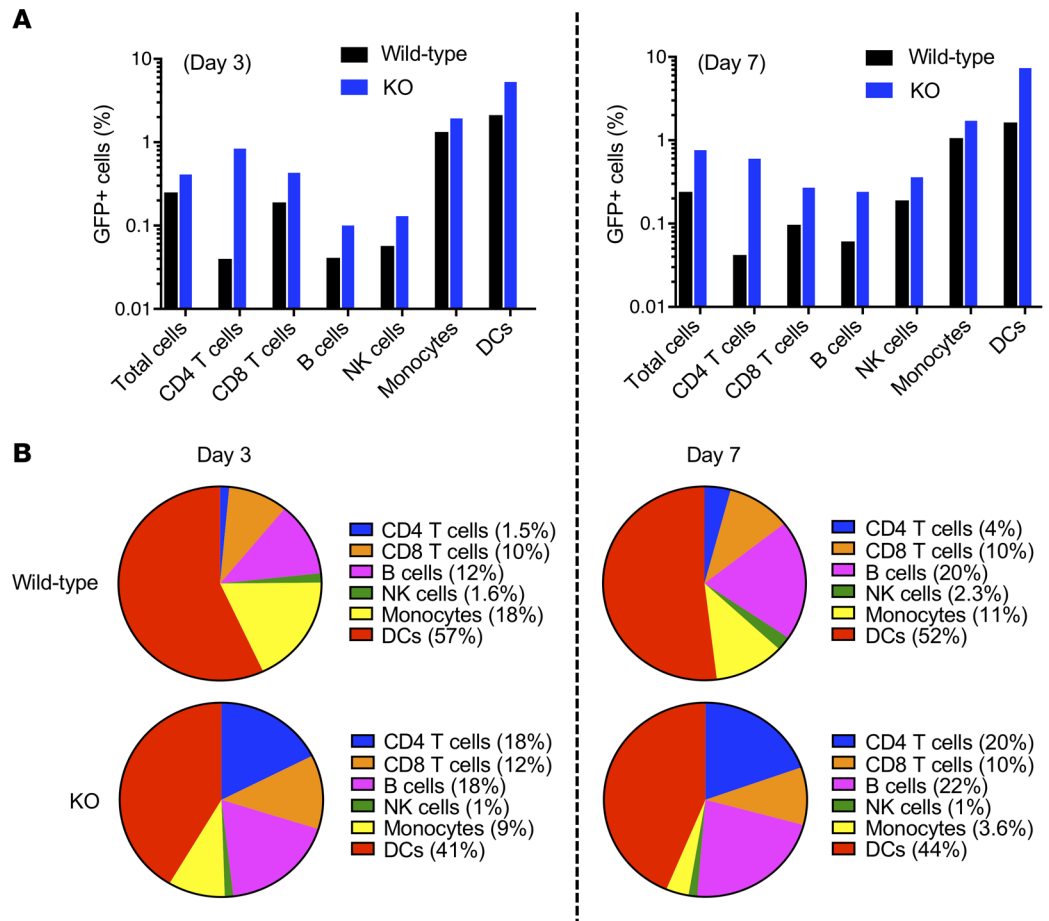 A
(Day 3)
Wild-type
KO
GFP+ cells (%)
10
1
0.1
0.01
Total cells
CD4 T cells
CD8 T cells
B cells
NK cells
Monocytes
DCs
(Day 7)
Wild-type
KO
GFP+ cells (%)
10
1
0.1
0.01
Total cells
CD4 T cells
CD8 T cells
B cells
NK cells
Monocytes
DCs
B
Day 3
Day 7
Wild-type
CD4 T cells (1.5%)
CD8 T cells (10%)
B cells (12%)
NK cells (1.6%)
Monocytes (18%)
DCs (57%)
CD4 T cells (4%)
CD8 T cells (10%)
B cells (20%)
NK cells (2.3%)
Monocytes (11%)
DCs (52%)
KO
CD4 T cells (18%)
CD8 T cells (12%)
B cells (18%)
NK cells (1%)
Monocytes (9%)
DCs (41%)
CD4 T cells (20%)
CD8 T cells (10%)
B cells (22%)
NK cells (1%)
Monocytes (3.6%)
DCs (44%)